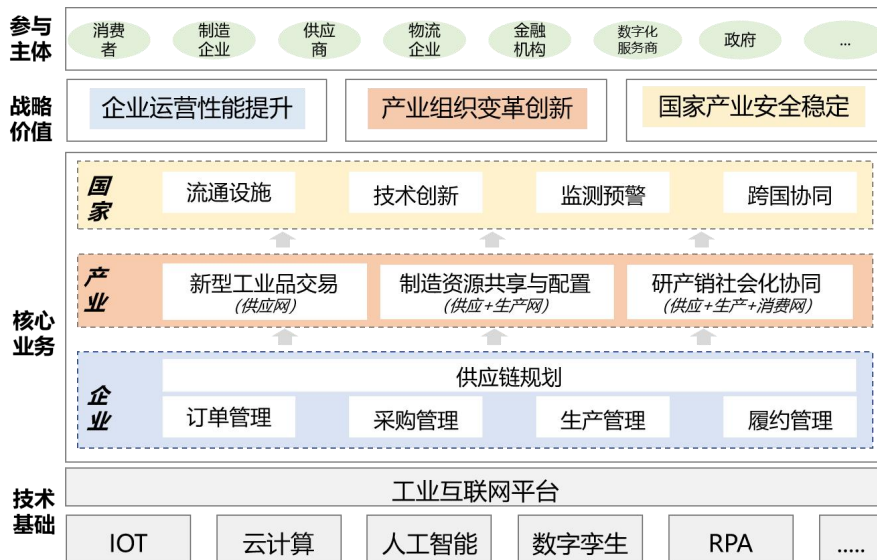 参与
主体
消费
者
制造
企业
供应
商
物流
企业
金融
机构
数字化
服务商
政府
...
战略
价值
企业运营性能提升
产业组织变革创新
国家产业安全稳定
核心
业务
国
家
流通设施
技术创新
监测预警
跨国协同
产
业
新型工业品交易
(供应网)
制造资源共享与配置
(供应+生产网)
研产销社会化协同
(供应+生产+消费网)
企
业
供应链规划
订单管理
采购管理
生产管理
履约管理
技术
基础
工业互联网平台
IOT
云计算
人工智能
数字孪生
RPA
.....